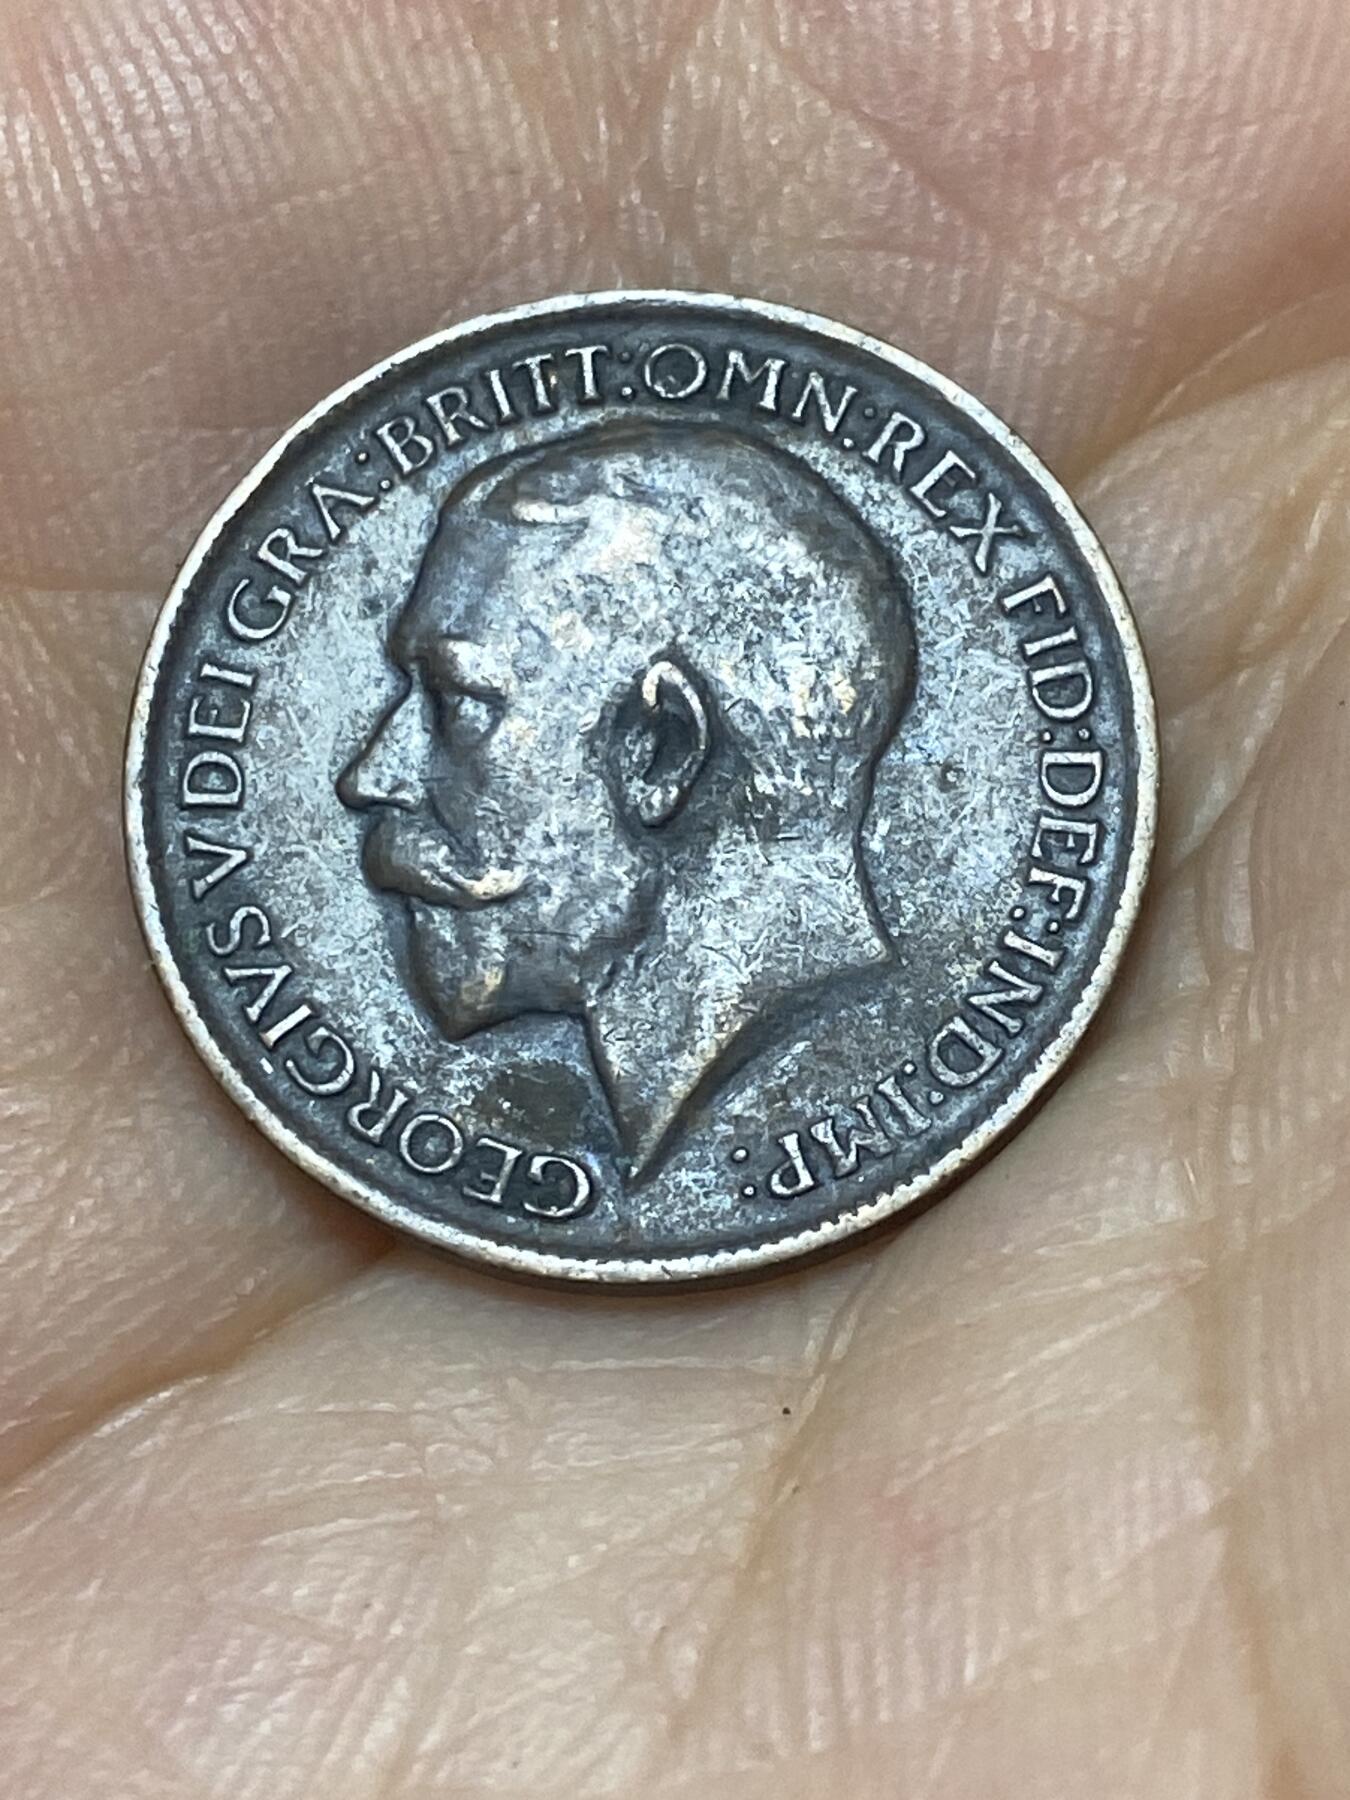 GEORGIVS V DEI GRA: BRITT: OMN: REX FID: DEF: IND: IMP: